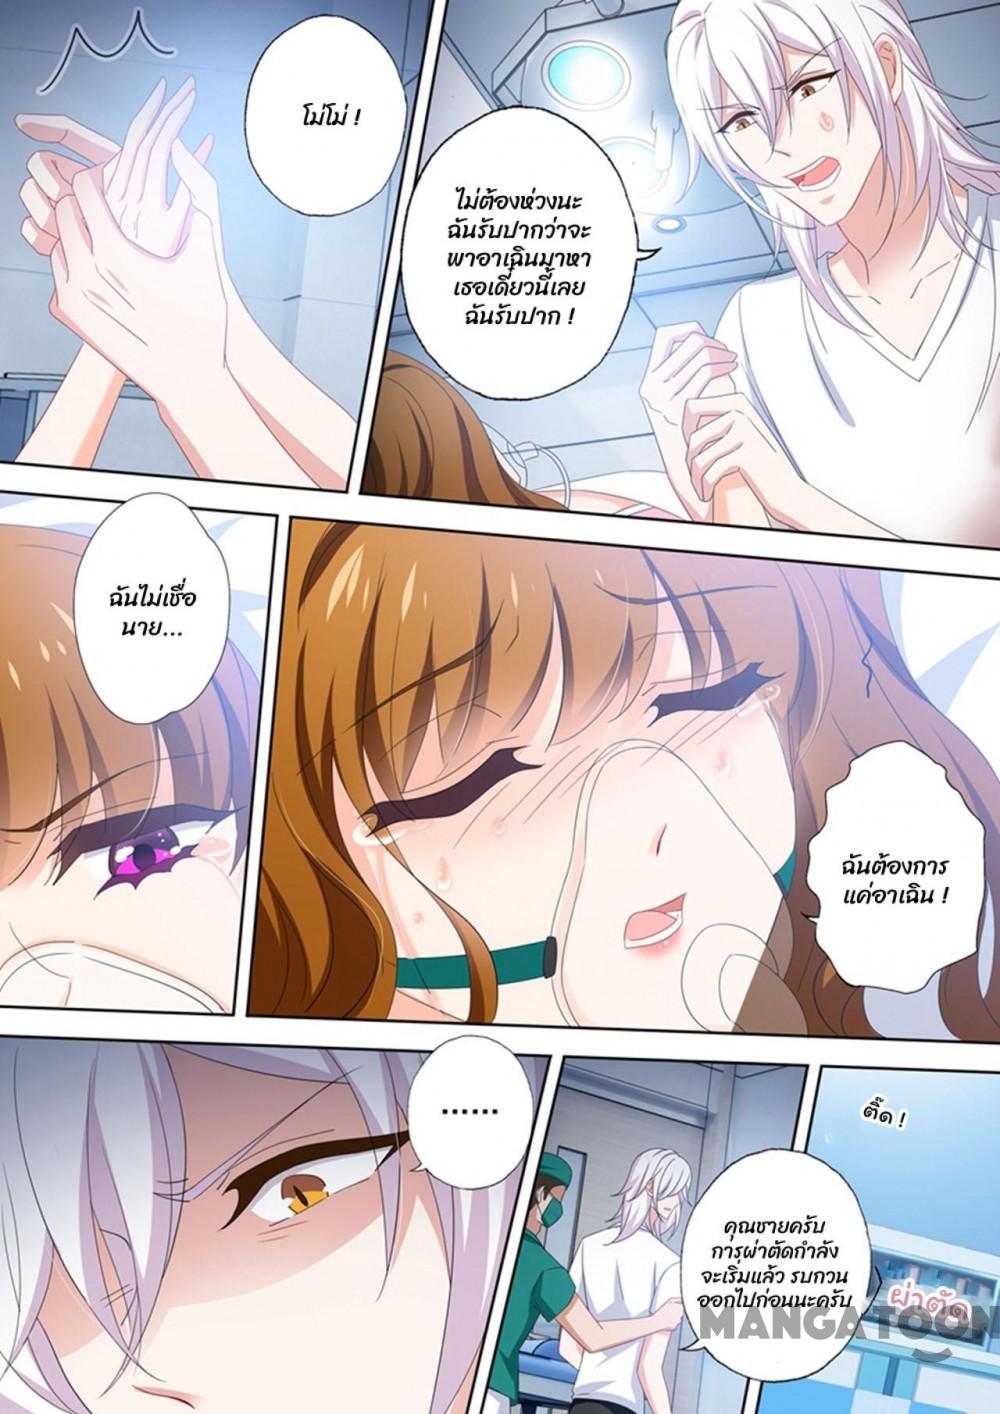 โม่โม่ !
ไม่ต้องห่วงนะ
ฉันรับปากว่าจะ
พาอาเฉินมาหา
เธอเดี๋ยวนี้เลย
ฉันรับปาก !
ฉันไม่เชื่อ
นาย...
ฉันต้องการ
แค่อาเฉิน !
......
คุณชายครับ
การผ่าตัดกำลัง
จะเริ่มแล้ว รบกวน
ออกไปก่อนนะครับ
ติ๊ด !
ผ่าตัด
MANGATOON